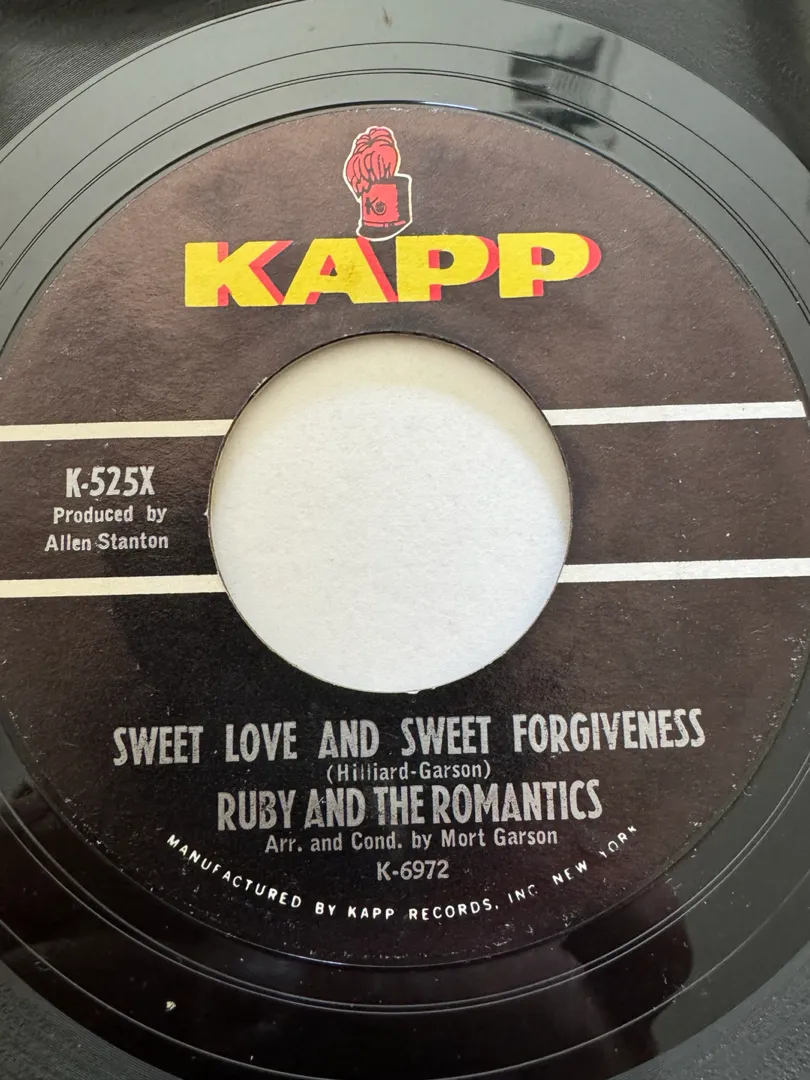 KAPP
K-525X
Produced by
Allen Stanton
SWEET LOVE AND SWEET FORGIVENESS
(Hilliard-Garson)
RUBY AND THE ROMANTICS
Arr. and Cond. by Mort Garson
K-6972
MANUFACTURED BY KAPP RECORDS, INC. NEW YORK